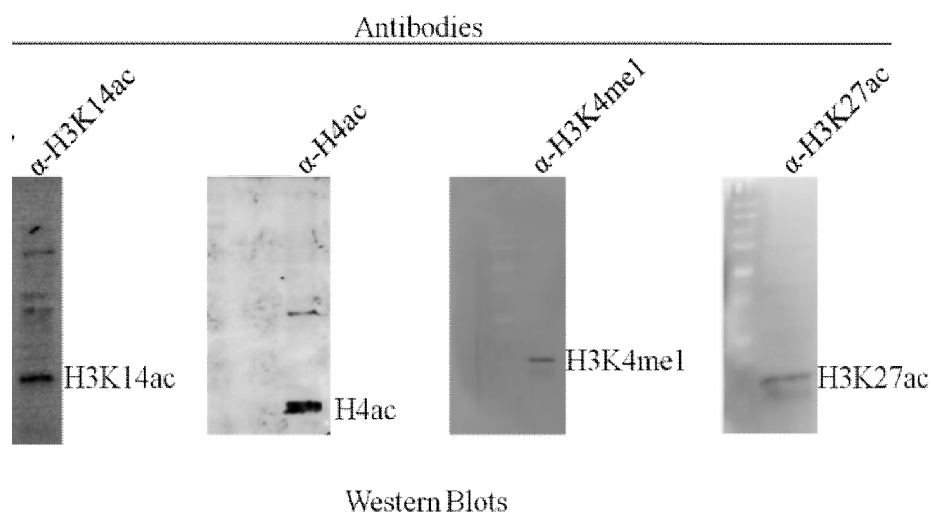 Antibodies
α-H3K14ac
α-H4ac
α-H3K4me1
α-H3K27ac
H3K14ac
H4ac
H3K4me1
H3K27ac
Western Blots